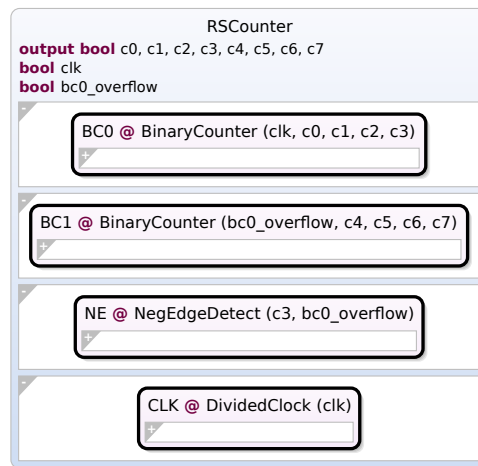 RSCounter
output bool c0, c1, c2, c3, c4, c5, c6, c7
bool clk
bool bc0_overflow
-
BC0 @ BinaryCounter (clk, c0, c1, c2, c3)
+
-
BC1 @ BinaryCounter (bc0_overflow, c4, c5, c6, c7)
+
-
NE @ NegEdgeDetect (c3, bc0_overflow)
+
-
CLK @ DividedClock (clk)
+